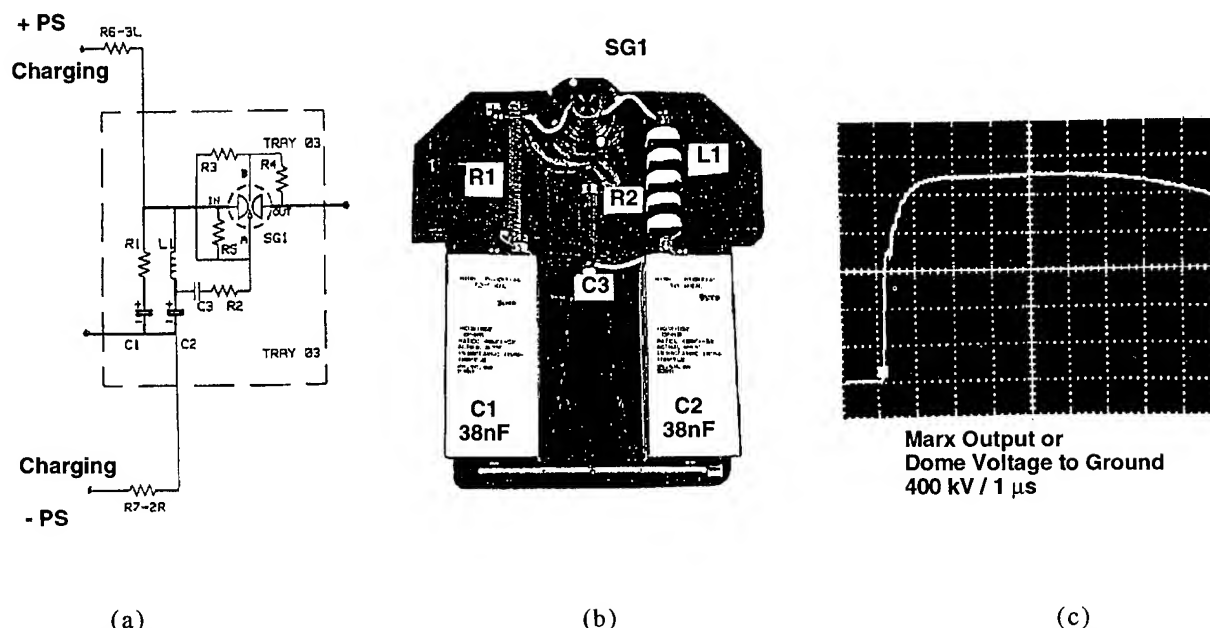 + PS
R6-3L
Charging
TRAY 03
R3
R4
B
IN
OUT
R5
SG1
A
R1
L1
C3
R2
+
+
-
-
C1
C2
TRAY 03
Charging
R7-2R
- PS
(a)
SG1
R1
L1
R2
C3
C1
38nF
C2
38nF
(b)
Marx Output or
Dome Voltage to Ground
400 kV / 1 μs
(c)